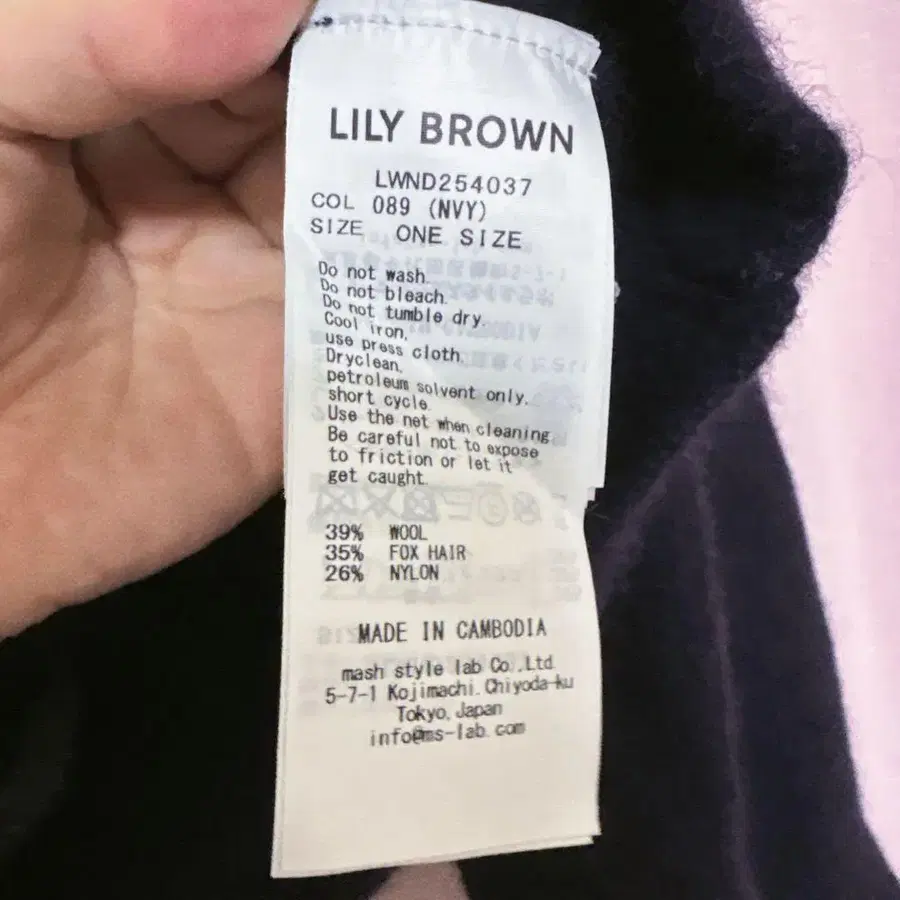 LILY BROWN
LWND254037
COL 089 (NVY)
SIZE ONE SIZE
Do not wash.
Do not bleach.
Do not tumble dry.
Cool iron,
use press cloth.
Dryclean,
petroleum solvent only,
short cycle.
Use the net when cleaning
Be careful not to expose
to friction or let it
get caught.
39% WOOL
35% FOX HAIR
26% NYLON
MADE IN CAMBODIA
mash style lab Co.,Ltd.
5-7-1 Kojimachi,Chiyoda-ku
Tokyo,Japan
info@ms-lab.com